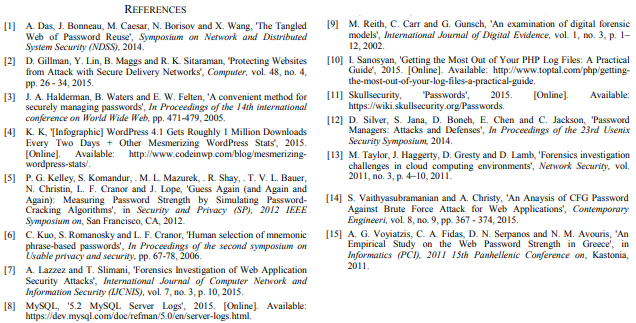 REFERENCES
[1] A. Das, J. Bonneau, M. Caesar, N. Borisov and X. Wang, 'The Tangled
Web of Password Reuse', Symposium on Network and Distributed
System Security (NDSS), 2014.
[2] D. Gillman, Y. Lin, B. Maggs and R. K. Sitaraman, 'Protecting Websites
from Attack with Secure Delivery Networks', Computer, vol. 48, no. 4,
pp. 26 - 34, 2015.
[3] J. A. Halderman, B. Waters and E. W. Felten, 'A convenient method for
securely managing passwords', In Proceedings of the 14th international
conference on World Wide Web, pp. 471-479, 2005.
[4] K. K, '[Infographic] WordPress 4.1 Gets Roughly 1 Million Downloads
Every Two Days + Other Mesmerizing WordPress Stats', 2015.
[Online]. Available: http://www.codeinwp.com/blog/mesmerizing-
wordpress-stats/.
[5] P. G. Kelley, S. Komandur, . M. L. Mazurek, . R. Shay, . T. V. L. Bauer,
N. Christin, L. F. Cranor and J. Lope, 'Guess Again (and Again and
Again): Measuring Password Strength by Simulating Password-
Cracking Algorithms', in Security and Privacy (SP), 2012 IEEE
Symposium on, San Francisco, CA, 2012.
[6] C. Kuo, S. Romanosky and L. F. Cranor, 'Human selection of mnemonic
phrase-based passwords', In Proceedings of the second symposium on
Usable privacy and security, pp. 67-78, 2006.
[7] A. Lazzez and T. Slimani, 'Forensics Investigation of Web Application
Security Attacks', International Journal of Computer Network and
Information Security (IJCNIS), vol. 7, no. 3, p. 10, 2015.
[8] MySQL, '5.2 MySQL Server Logs', 2015. [Online]. Available:
https://dev.mysql.com/doc/refman/5.0/en/server-logs.html.
[9] M. Reith, C. Carr and G. Gunsch, 'An examination of digital forensic
models', International Journal of Digital Evidence, vol. 1, no. 3, p. 1–
12, 2002.
[10] I. Sanosyan, 'Getting the Most Out of Your PHP Log Files: A Practical
Guide', 2015. [Online]. Available: http://www.toptal.com/php/getting-
the-most-out-of-your-log-files-a-practical-guide.
[11] Skullsecurity, 'Passwords', 2015. [Online]. Available:
https://wiki.skullsecurity.org/Passwords.
[12] D. Silver, S. Jana, D. Boneh, E. Chen and C. Jackson, 'Password
Managers: Attacks and Defenses', In Proceedings of the 23rd Usenix
Security Symposium, 2014.
[13] M. Taylor, J. Haggerty, D. Gresty and D. Lamb, 'Forensics investigation
challenges in cloud computing environments', Network Security, vol.
2011, no. 3, p. 4–10, 2011.
[14] S. Vaithyasubramanian and A. Christy, 'An Anaysis of CFG Password
Against Brute Force Attack for Web Applications', Contemporary
Engineeri, vol. 8, no. 9, pp. 367 - 374, 2015.
[15] A. G. Voyiatzis, C. A. Fidas, D. N. Serpanos and N. M. Avouris, 'An
Empirical Study on the Web Password Strength in Greece', in
Informatics (PCI), 2011 15th Panhellenic Conference on, Kastonia,
2011.